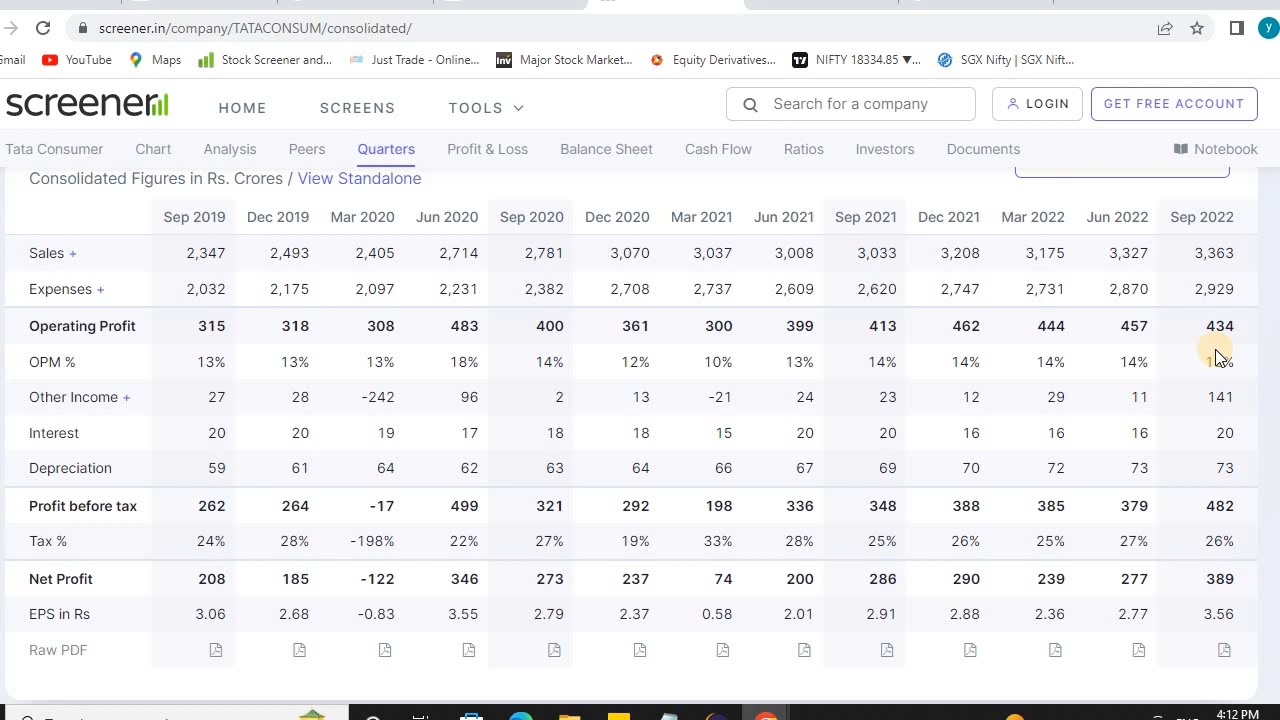 screener.in/company/TATACONSUM/consolidated/
y
Gmail YouTube Maps Stock Screener and... Just Trade - Online... Inv Major Stock Market... Equity Derivatives... NIFTY 18334.85 ▼... SGX Nifty | SGX Nift...
screener HOME SCREENS TOOLS Search for a company LOGIN GET FREE ACCOUNT
Tata Consumer Chart Analysis Peers Quarters Profit & Loss Balance Sheet Cash Flow Ratios Investors Documents Notebook
Consolidated Figures in Rs. Crores / View Standalone
Sep 2019 Dec 2019 Mar 2020 Jun 2020 Sep 2020 Dec 2020 Mar 2021 Jun 2021 Sep 2021 Dec 2021 Mar 2022 Jun 2022 Sep 2022
Sales + 2,347 2,493 2,405 2,714 2,781 3,070 3,037 3,008 3,033 3,208 3,175 3,327 3,363
Expenses + 2,032 2,175 2,097 2,231 2,382 2,708 2,737 2,609 2,620 2,747 2,731 2,870 2,929
Operating Profit 315 318 308 483 400 361 300 399 413 462 444 457 434
OPM % 13% 13% 13% 18% 14% 12% 10% 13% 14% 14% 14% 14%
Other Income + 27 28 -242 96 2 13 -21 24 23 12 29 11 141
Interest 20 20 19 17 18 18 15 20 20 16 16 16 20
Depreciation 59 61 64 62 63 64 66 67 69 70 72 73 73
Profit before tax 262 264 -17 499 321 292 198 336 348 388 385 379 482
Tax % 24% 28% -198% 22% 27% 19% 33% 28% 25% 26% 25% 27% 26%
Net Profit 208 185 -122 346 273 237 74 200 286 290 239 277 389
EPS in Rs 3.06 2.68 -0.83 3.55 2.79 2.37 0.58 2.01 2.91 2.88 2.36 2.77 3.56
Raw PDF
4:12 PM